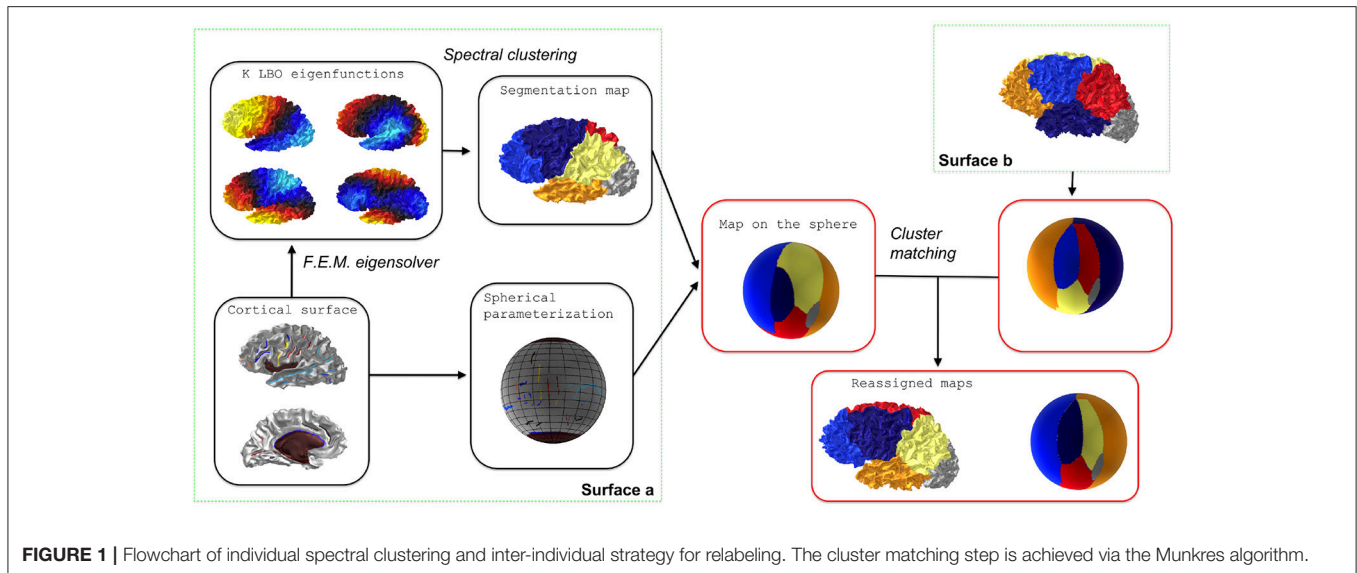 Spectral clustering
K LBO eigenfunctions
Segmentation map
F.E.M. eigensolver
Cortical surface
Spherical
parameterization
Surface a
Map on the sphere
Cluster
matching
Surface b
Reassigned maps
FIGURE 1 | Flowchart of individual spectral clustering and inter-individual strategy for relabeling. The cluster matching step is achieved via the Munkres algorithm.